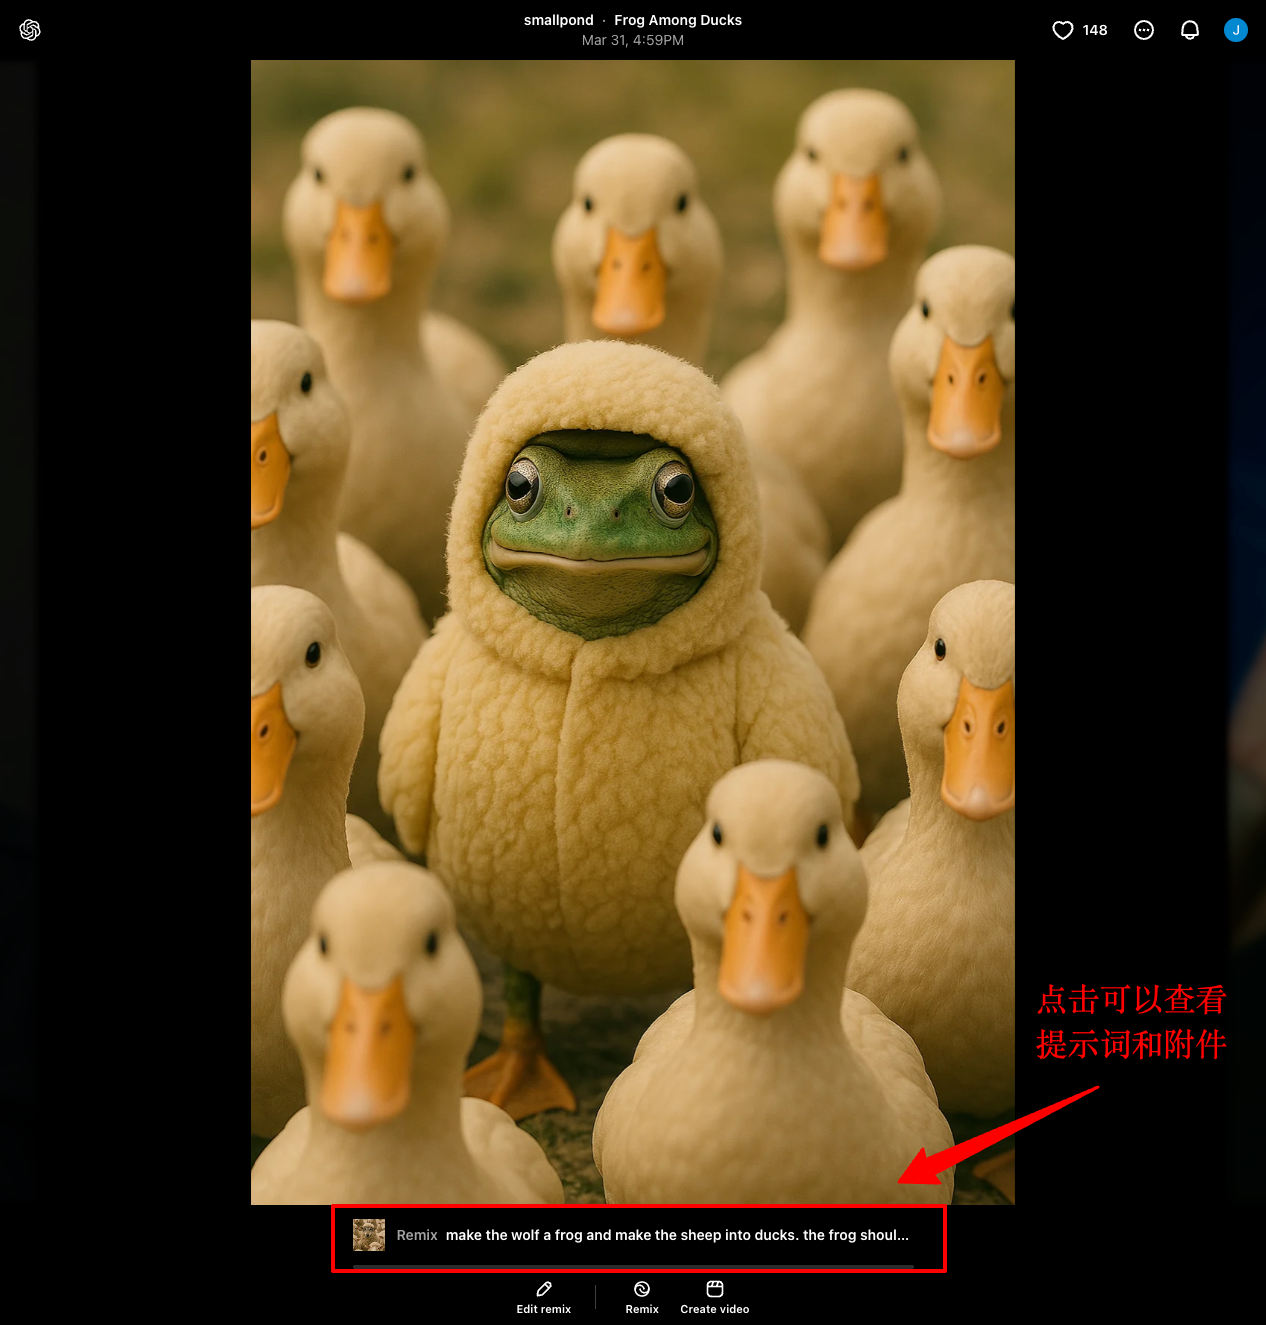 smallpond · Frog Among Ducks
Mar 31, 4:59PM
148
J
点击可以查看
提示词和附件
Remix make the wolf a frog and make the sheep into ducks. the frog shoul...
Edit remix
Remix
Create video